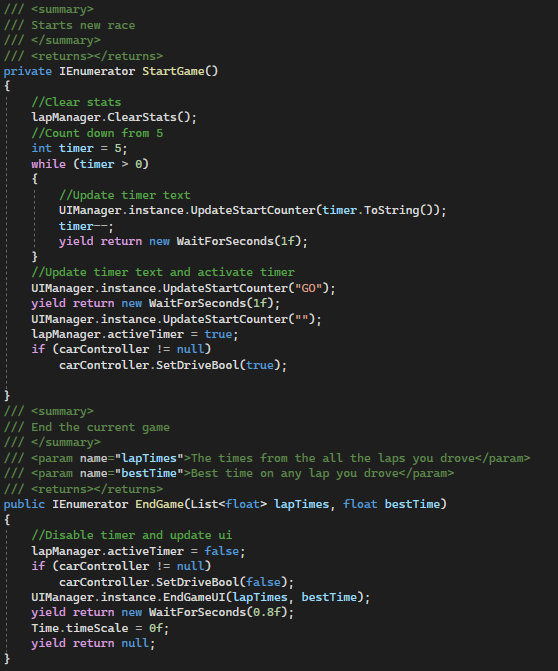 /// <summary>
/// Starts new race
/// </summary>
/// <returns></returns>
private IEnumerator StartGame()
{
    //Clear stats
    lapManager.ClearStats();
    //Count down from 5
    int timer = 5;
    while (timer > 0)
    {
        //Update timer text
        UIManager.instance.UpdateStartCounter(timer.ToString());
        timer--;
        yield return new WaitForSeconds(1f);
    }
    //Update timer text and activate timer
    UIManager.instance.UpdateStartCounter("GO");
    yield return new WaitForSeconds(1f);
    UIManager.instance.UpdateStartCounter("");
    lapManager.activeTimer = true;
    if (carController != null)
        carController.SetDriveBool(true);

}
/// <summary>
/// End the current game
/// </summary>
/// <param name="lapTimes">The times from the all the laps you drove</param>
/// <param name="bestTime">Best time on any lap you drove</param>
/// <returns></returns>
public IEnumerator EndGame(List<float> lapTimes, float bestTime)
{
    //Disable timer and update ui
    lapManager.activeTimer = false;
    if (carController != null)
        carController.SetDriveBool(false);
    UIManager.instance.EndGameUI(lapTimes, bestTime);
    yield return new WaitForSeconds(0.8f);
    Time.timeScale = 0f;
    yield return null;
}